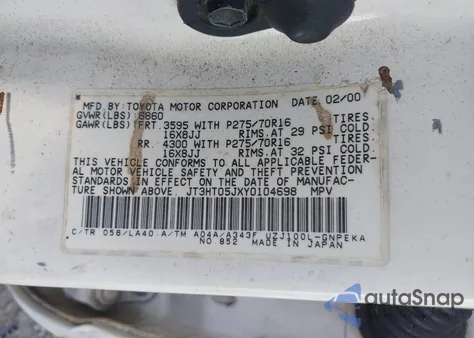 MFD. BY: TOYOTA MOTOR CORPORATION DATE 02/00
GVWR(LBS): 6860
GAWR(LBS) FRT. 3595 WITH P275/70R16 TIRES.
16X8JJ RIMS. AT 29 PSI COLD.
RR. 4300 WITH P275/70R16 TIRES.
16X8JJ RIMS. AT 32 PSI COLD.
THIS VEHICLE CONFORMS TO ALL APPLICABLE FEDER-
AL MOTOR VEHICLE SAFETY AND THEFT PREVENTION
STANDARDS IN EFFECT ON THE DATE OF MANUFAC-
TURE SHOWN ABOVE. JT3HT05JXY0104698 MPV
C/TR 056/LA40 A/TM A04A/A343F UZJ100L-GNPEKA
NO 852 MADE IN JAPAN
autoSnap